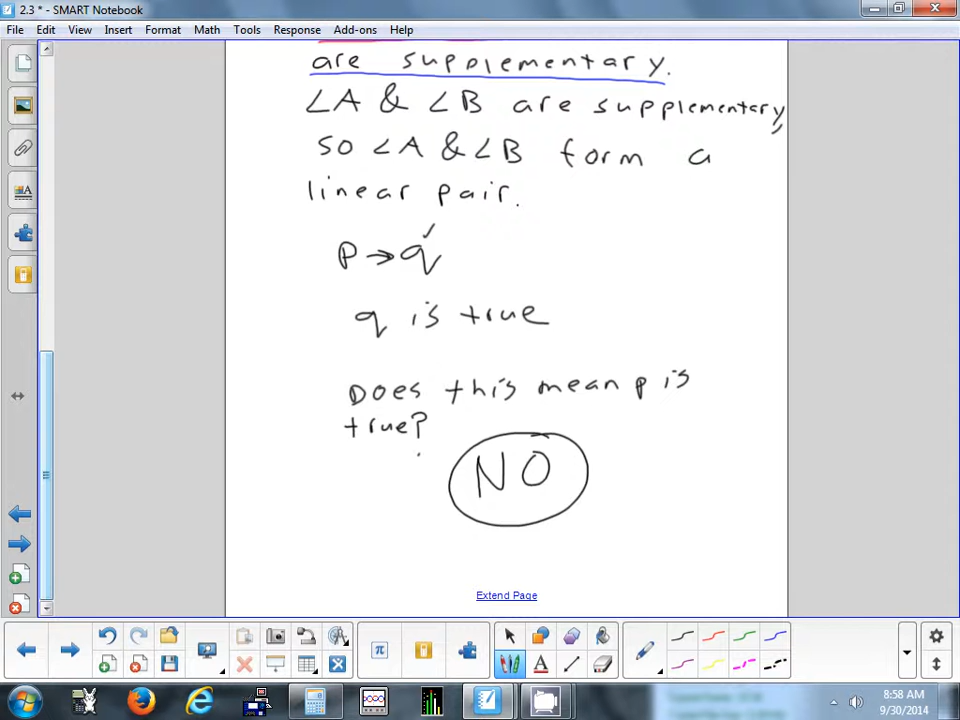 2.3 * - SMART Notebook
File Edit View Insert Format Math Tools Response Add-ons Help
are supplementary.
∠A & ∠B are supplementary,
so ∠A & ∠B form a
linear pair.
p → q ✓
q is true
Does this mean p is
true?
NO
Extend Page
π
A
8:58 AM
9/30/2014